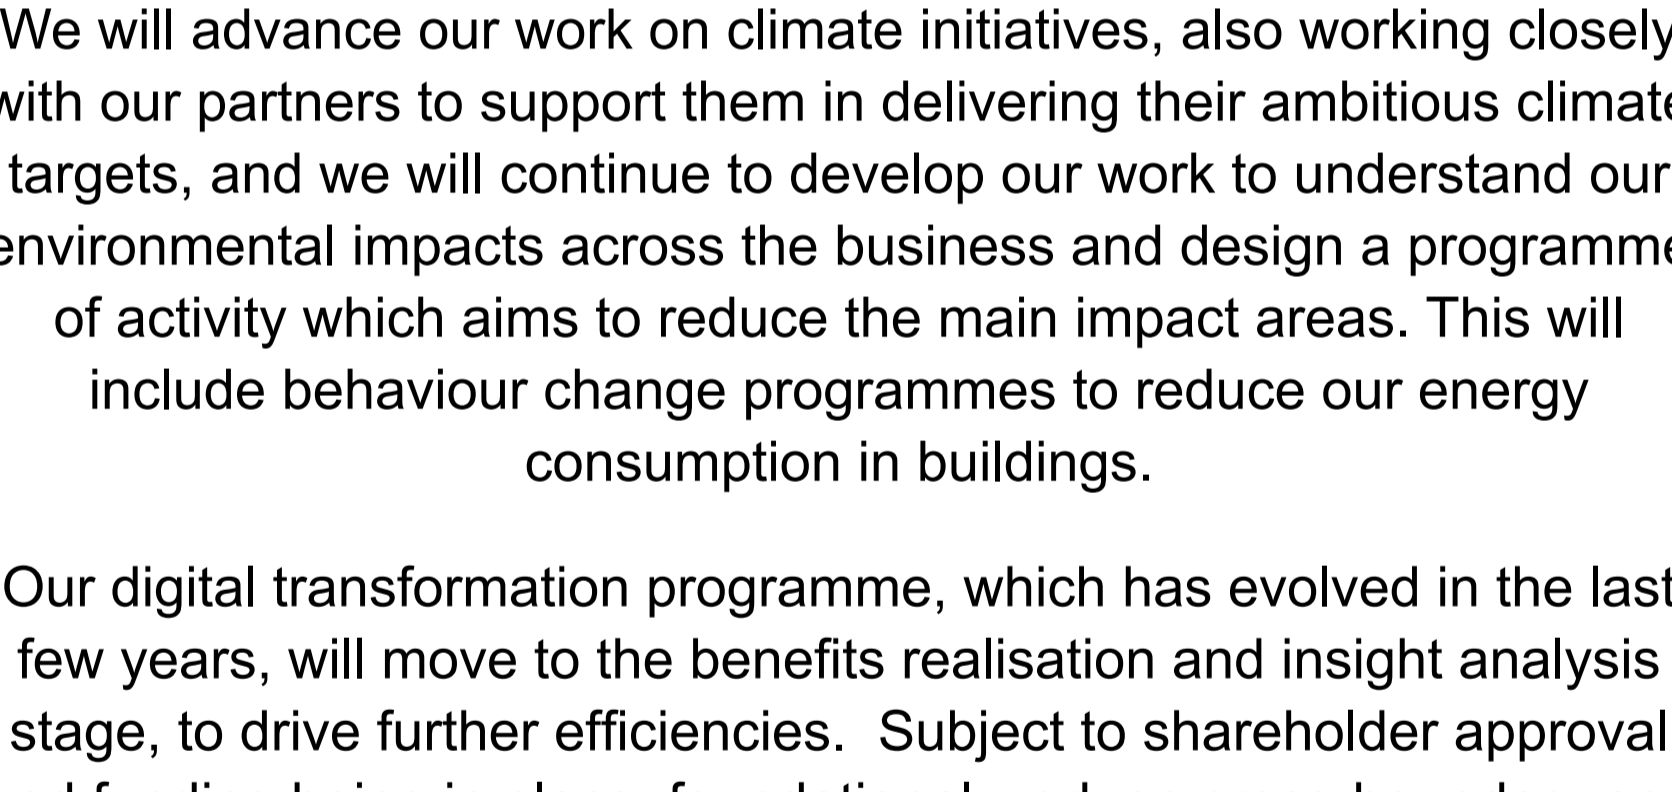 We will advance our work on climate initiatives, also working closely
with our partners to support them in delivering their ambitious climate
targets, and we will continue to develop our work to understand our
environmental impacts across the business and design a programme
of activity which aims to reduce the main impact areas. This will
include behaviour change programmes to reduce our energy
consumption in buildings.
Our digital transformation programme, which has evolved in the last
few years, will move to the benefits realisation and insight analysis
stage, to drive further efficiencies.  Subject to shareholder approval